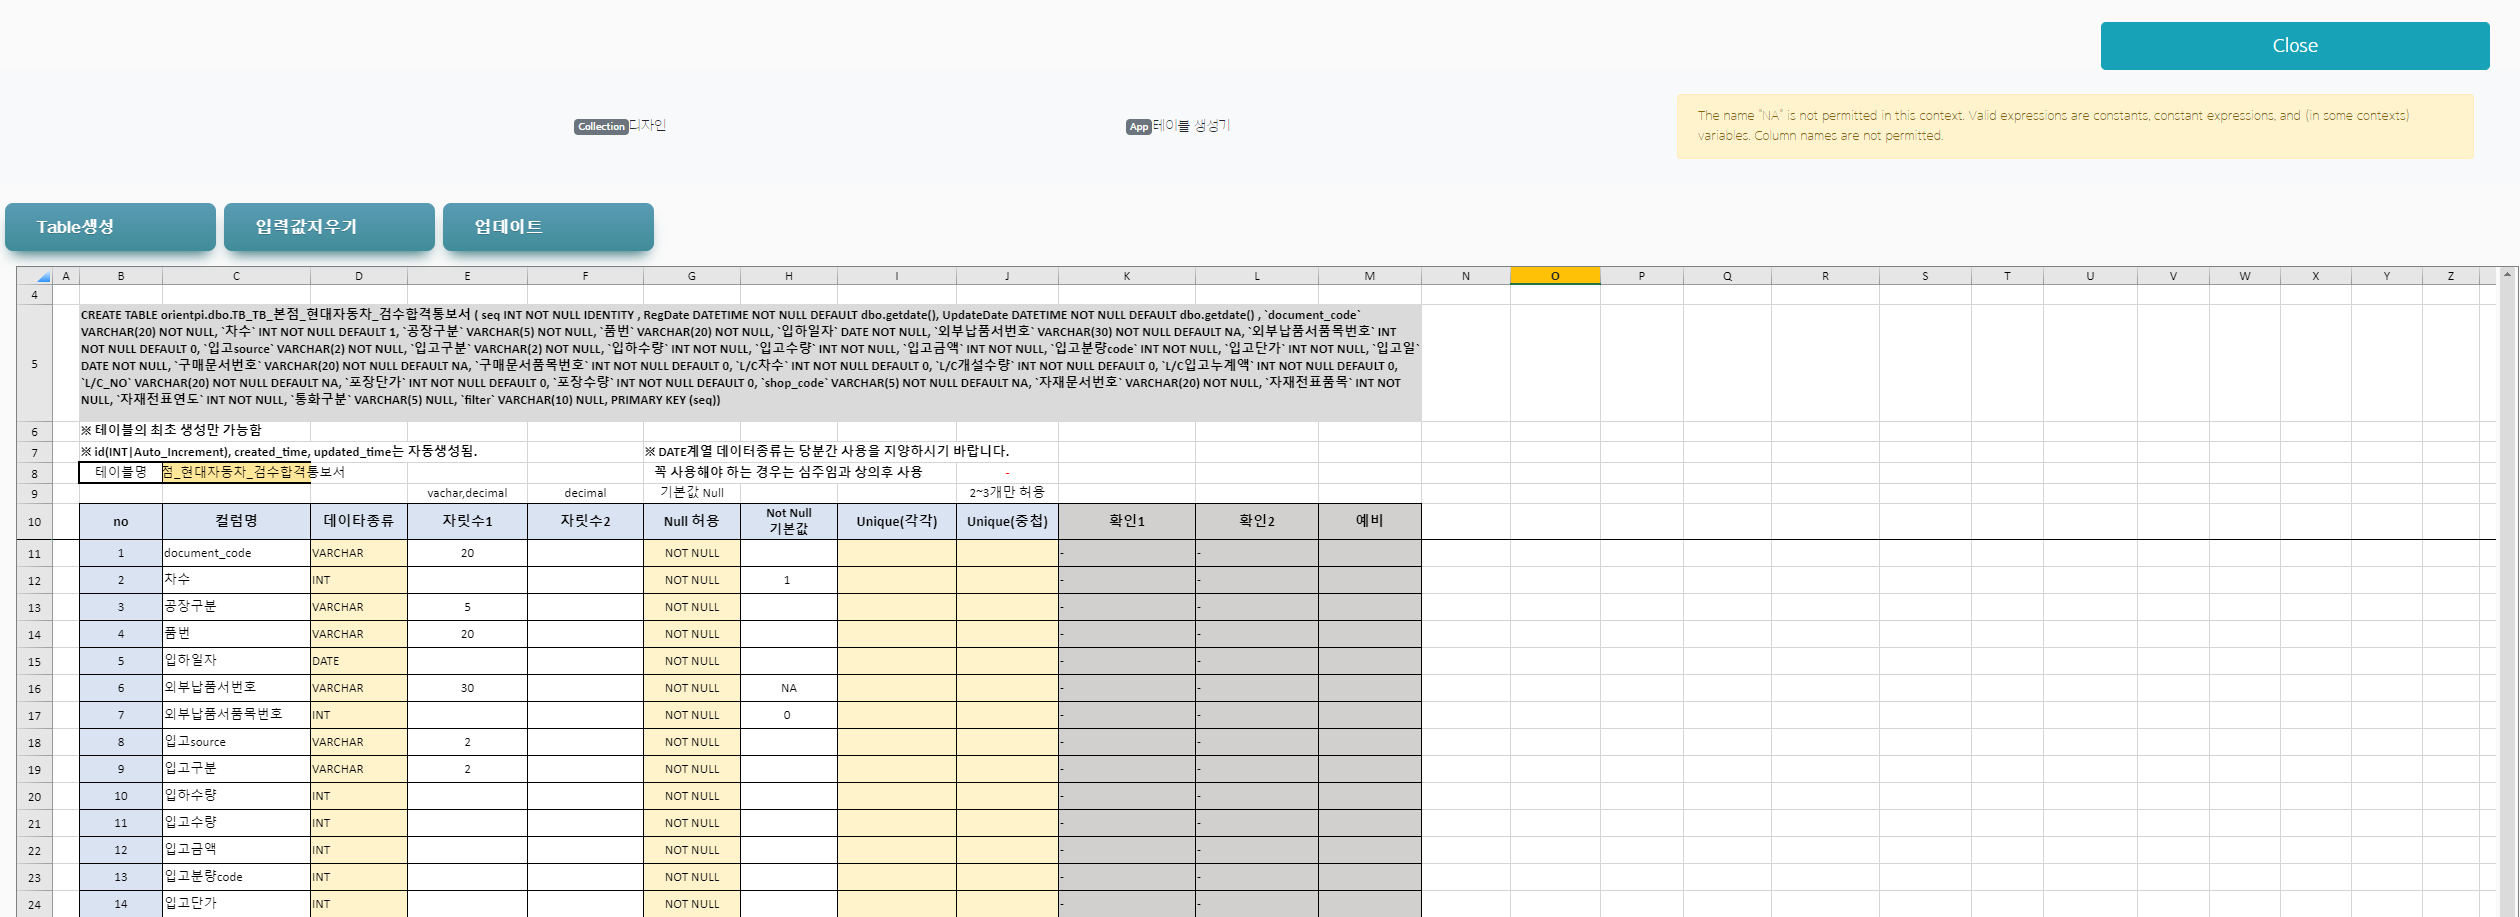 Close
Collection디자인
App테이블 생성기
The name "NA" is not permitted in this context. Valid expressions are constants, constant expressions, and (in some contexts)
variables. Column names are not permitted.
Table생성 입력값지우기 업데이트
A B C D E F G H I J K L M N O P Q R S T U V W X Y Z
4
5
CREATE TABLE orientpi.dbo.TB_TB_본점_현대자동차_검수합격통보서 ( seq INT NOT NULL IDENTITY , RegDate DATETIME NOT NULL DEFAULT dbo.getdate(), UpdateDate DATETIME NOT NULL DEFAULT dbo.getdate() , `document_code`
VARCHAR(20) NOT NULL, `차수` INT NOT NULL DEFAULT 1, `공장구분` VARCHAR(5) NOT NULL, `품번` VARCHAR(20) NOT NULL, `입하일자` DATE NOT NULL, `외부납품서번호` VARCHAR(30) NOT NULL DEFAULT NA, `외부납품서품목번호` INT
NOT NULL DEFAULT 0, `입고source` VARCHAR(2) NOT NULL, `입고구분` VARCHAR(2) NOT NULL, `입하수량` INT NOT NULL, `입고수량` INT NOT NULL, `입고금액` INT NOT NULL, `입고분량code` INT NOT NULL, `입고단가` INT NOT NULL, `입고일`
DATE NOT NULL, `구매문서번호` VARCHAR(20) NOT NULL DEFAULT NA, `구매문서품목번호` INT NOT NULL DEFAULT 0, `L/C차수` INT NOT NULL DEFAULT 0, `L/C개설수량` INT NOT NULL DEFAULT 0, `L/C입고누계액` INT NOT NULL DEFAULT 0,
`L/C_NO` VARCHAR(20) NOT NULL DEFAULT NA, `포장단가` INT NOT NULL DEFAULT 0, `포장수량` INT NOT NULL DEFAULT 0, `shop_code` VARCHAR(5) NOT NULL DEFAULT NA, `자재문서번호` VARCHAR(20) NOT NULL, `자재전표품목` INT NOT
NULL, `자재전표연도` INT NOT NULL, `통화구분` VARCHAR(5) NULL, `filter` VARCHAR(10) NULL, PRIMARY KEY (seq))
6 ※ 테이블의 최초 생성만 가능함
7 ※ id(INT|Auto_Increment), created_time, updated_time는 자동생성됨. ※ DATE계열 데이터종류는 당분간 사용을 지양하시기 바랍니다.
8 테이블명 점_현대자동차_검수합격통보서 꼭 사용해야 하는 경우는 심주임과 상의후 사용 -
9 vachar,decimal decimal 기본값 Null 2~3개만 허용
10 no 컬럼명 데이타종류 자릿수1 자릿수2 Null 허용 Not Null 기본값 Unique(각각) Unique(중첩) 확인1 확인2 예비
11 1 document_code VARCHAR 20 NOT NULL - -
12 2 차수 INT NOT NULL 1 - -
13 3 공장구분 VARCHAR 5 NOT NULL - -
14 4 품번 VARCHAR 20 NOT NULL - -
15 5 입하일자 DATE NOT NULL - -
16 6 외부납품서번호 VARCHAR 30 NOT NULL NA - -
17 7 외부납품서품목번호 INT NOT NULL 0 - -
18 8 입고source VARCHAR 2 NOT NULL - -
19 9 입고구분 VARCHAR 2 NOT NULL - -
20 10 입하수량 INT NOT NULL - -
21 11 입고수량 INT NOT NULL - -
22 12 입고금액 INT NOT NULL - -
23 13 입고분량code INT NOT NULL - -
24 14 입고단가 INT NOT NULL - -